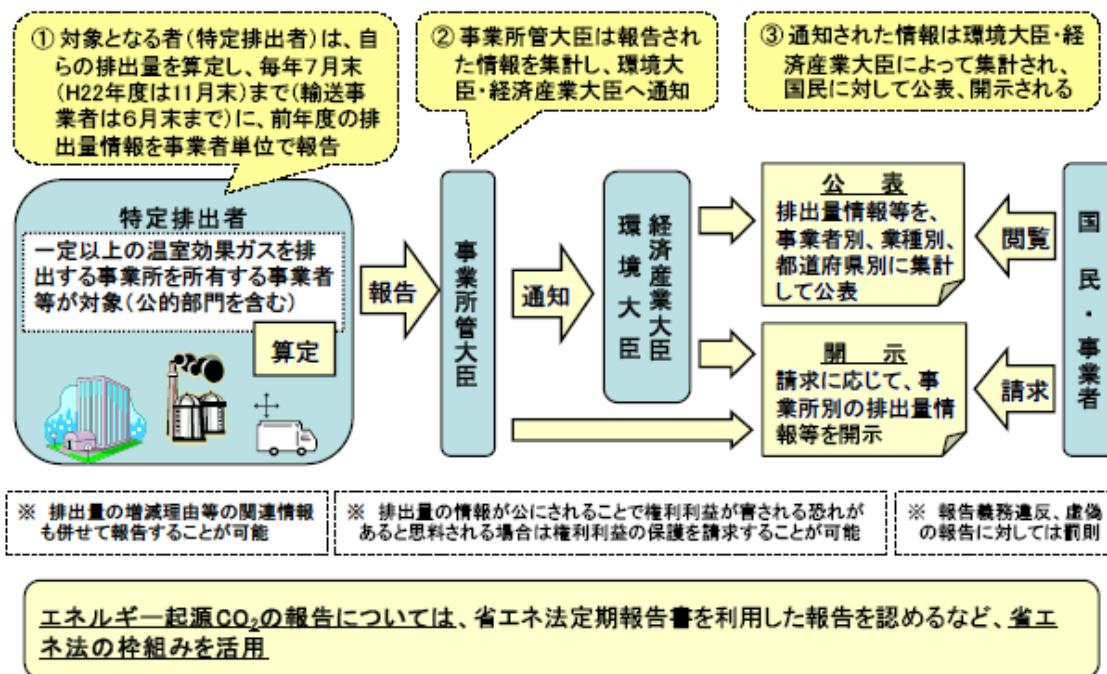 ① 対象となる者(特定排出者)は、自
らの排出量を算定し、毎年7月末
(H22年度は11月末)まで(輸送事
業者は6月末まで)に、前年度の排
出量情報を事業者単位で報告
② 事業所管大臣は報告され
た情報を集計し、環境大
臣・経済産業大臣へ通知
③ 通知された情報は環境大臣・経
済産業大臣によって集計され、
国民に対して公表、開示される
特定排出者
一定以上の温室効果ガスを排
出する事業所を所有する事業者
等が対象(公的部門を含む)
算定
報告
事業所管大臣
通知
経済産業大臣
環境大臣
公 表
排出量情報等を、
事業者別、業種別、
都道府県別に集計
して公表
開 示
請求に応じて、事
業所別の排出量情
報等を開示
閲覧
請求
国民・事業者
※ 排出量の増減理由等の関連情報
も併せて報告することが可能
※ 排出量の情報が公にされることで権利利益が害される恐れが
あると思料される場合は権利利益の保護を請求することが可能
※ 報告義務違反、虚偽
の報告に対しては罰則
エネルギー起源CO₂の報告については、省エネ法定期報告書を利用した報告を認めるなど、省エ
ネ法の枠組みを活用